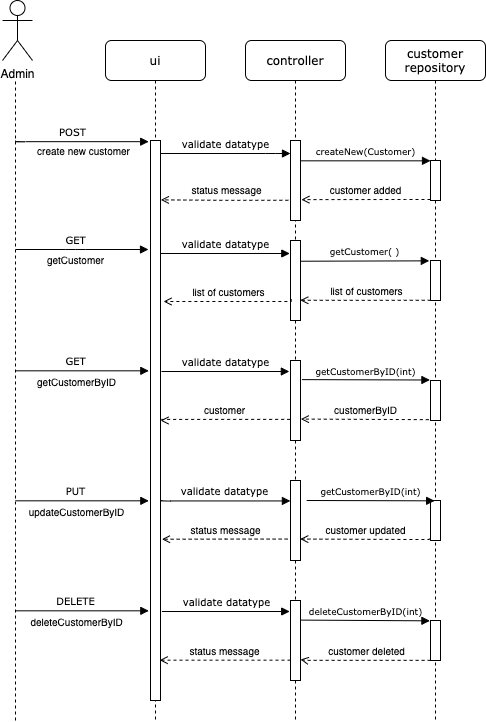 Admin
ui
controller
customer
repository
POST
create new customer
validate datatype
createNew(Customer)
status message
customer added
GET
getCustomer
validate datatype
getCustomer( )
list of customers
list of customers
GET
getCustomerByID
validate datatype
getCustomerByID(int)
customer
customerByID
PUT
updateCustomerByID
validate datatype
getCustomerByID(int)
status message
customer updated
DELETE
deleteCustomerByID
validate datatype
deleteCustomerByID(int)
status message
customer deleted